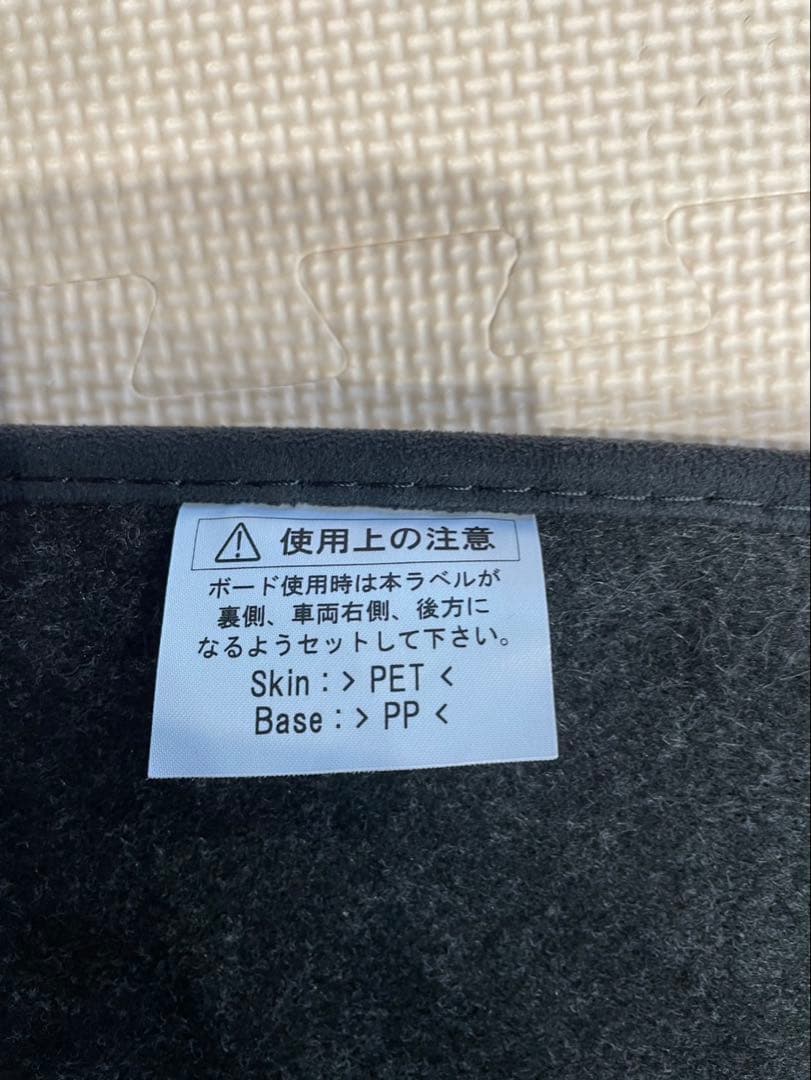 ⚠ 使用上の注意
ボード使用時は本ラベルが
裏側、車両右側、後方に
なるようセットして下さい。
Skin:>PET<
Base:>PP<